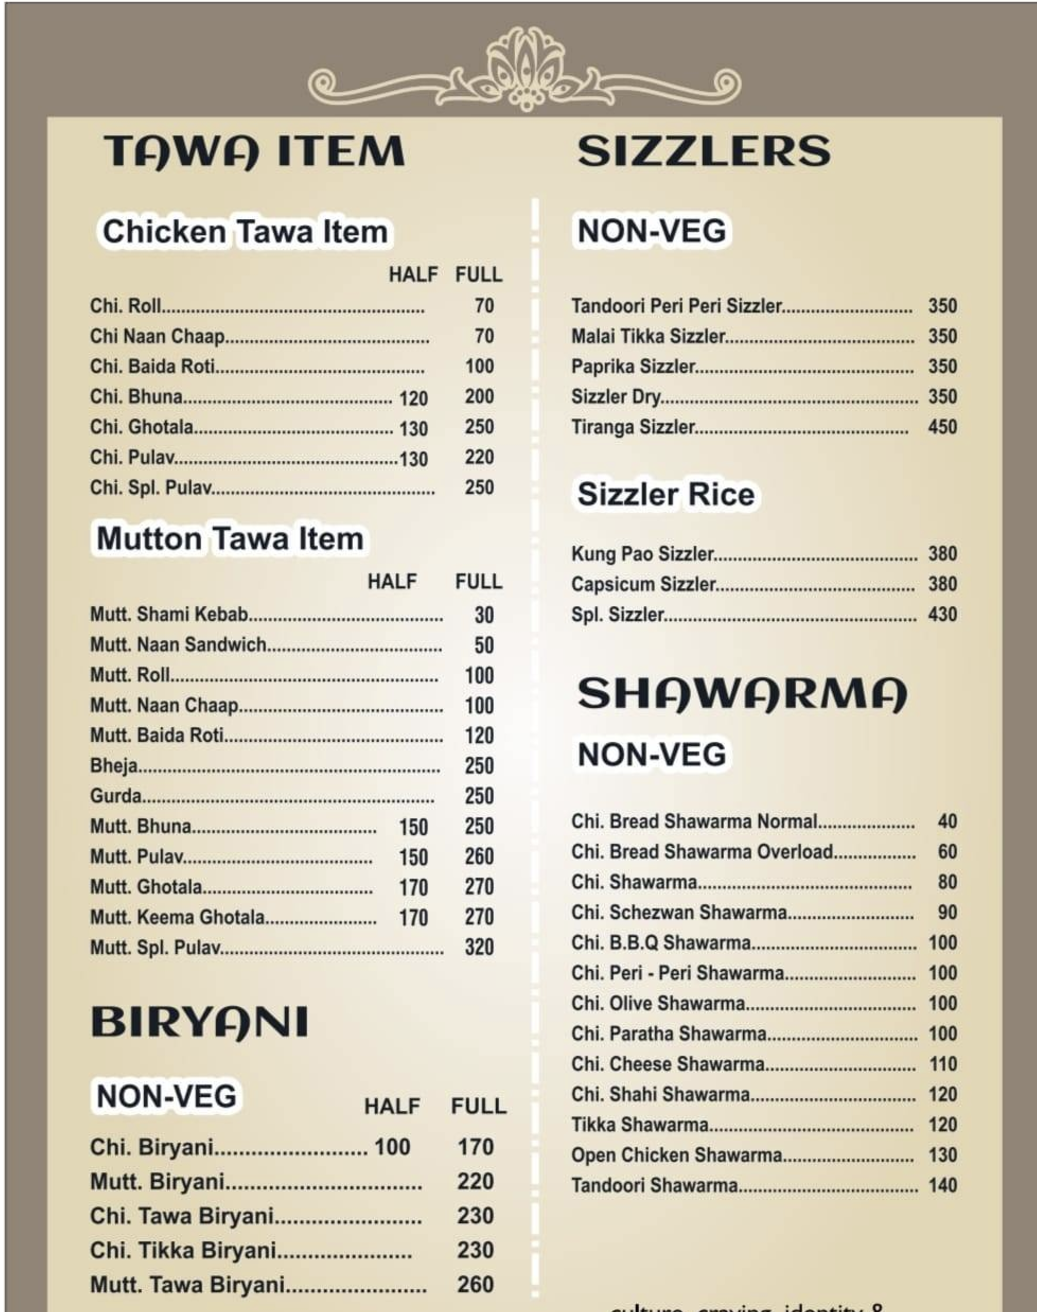 TAWA ITEM
Chicken Tawa Item
HALF FULL
Chi. Roll........................................................ 70
Chi Naan Chaap........................................... 70
Chi. Baida Roti............................................ 100
Chi. Bhuna............................................ 120 200
Chi. Ghotala.......................................... 130 250
Chi. Pulav...............................................130 220
Chi. Spl. Pulav............................................... 250
Mutton Tawa Item
HALF FULL
Mutt. Shami Kebab......................................... 30
Mutt. Naan Sandwich..................................... 50
Mutt. Roll........................................................ 100
Mutt. Naan Chaap........................................... 100
Mutt. Baida Roti.............................................. 120
Bheja............................................................... 250
Gurda.............................................................. 250
Mutt. Bhuna....................................... 150 250
Mutt. Pulav........................................ 150 260
Mutt. Ghotala.................................... 170 270
Mutt. Keema Ghotala........................ 170 270
Mutt. Spl. Pulav............................................... 320
BIRYANI
NON-VEG
HALF FULL
Chi. Biryani.......................... 100 170
Mutt. Biryani................................. 220
Chi. Tawa Biryani........................ 230
Chi. Tikka Biryani...................... 230
Mutt. Tawa Biryani....................... 260
SIZZLERS
NON-VEG
Tandoori Peri Peri Sizzler........................... 350
Malai Tikka Sizzler........................................ 350
Paprika Sizzler.............................................. 350
Sizzler Dry...................................................... 350
Tiranga Sizzler............................................. 450
Sizzler Rice
Kung Pao Sizzler........................................... 380
Capsicum Sizzler.......................................... 380
Spl. Sizzler..................................................... 430
SHAWARMA
NON-VEG
Chi. Bread Shawarma Normal.................... 40
Chi. Bread Shawarma Overload................. 60
Chi. Shawarma............................................. 80
Chi. Schezwan Shawarma.......................... 90
Chi. B.B.Q Shawarma................................... 100
Chi. Peri - Peri Shawarma........................... 100
Chi. Olive Shawarma.................................... 100
Chi. Paratha Shawarma................................ 100
Chi. Cheese Shawarma................................ 110
Chi. Shahi Shawarma................................... 120
Tikka Shawarma............................................ 120
Open Chicken Shawarma............................ 130
Tandoori Shawarma...................................... 140
culture, craving, identity &